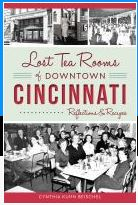 Lost Tea Rooms
of DOWNTOWN
CINCINNATI
Reflections & Recipes
CYNTHIA KUHN BEISCHEL